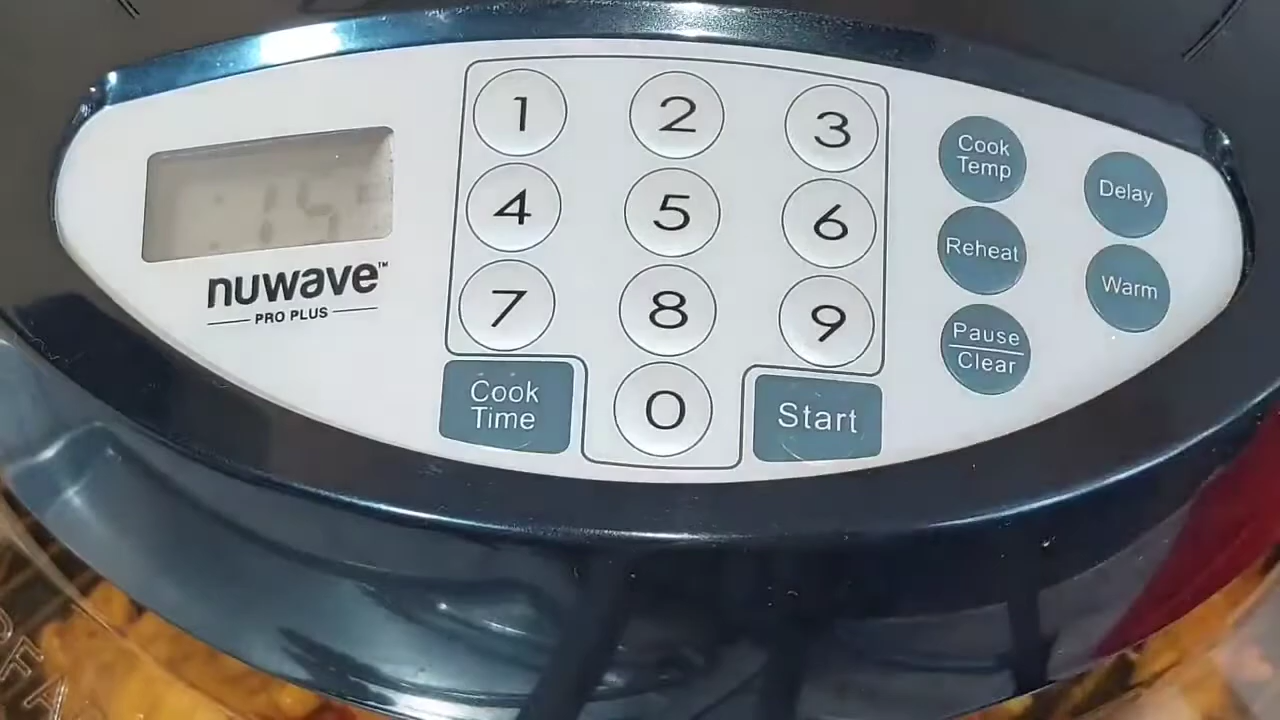 1 2 3
4 5 6
7 8 9
0
nuwave™
PRO PLUS
Cook
Time
Start
Cook
Temp
Delay
Reheat
Warm
Pause
Clear